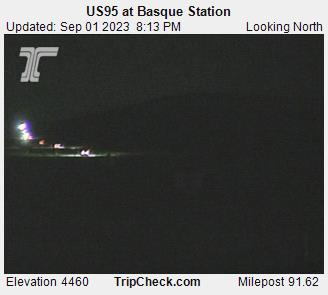 US95 at Basque Station
Updated: Sep 01 2023 8:13 PM Looking North
Elevation 4460 TripCheck.com Milepost 91.62